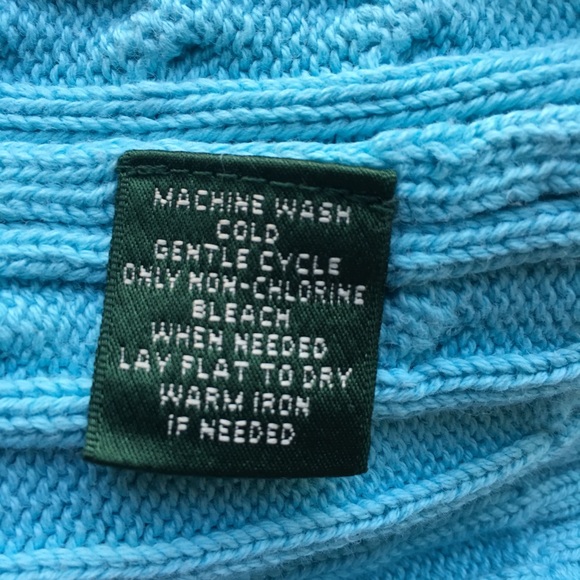 MACHINE WASH
COLD
GENTLE CYCLE
ONLY NON-CHLORINE
BLEACH
WHEN NEEDED
LAY FLAT TO DRY
WARM IRON
IF NEEDED